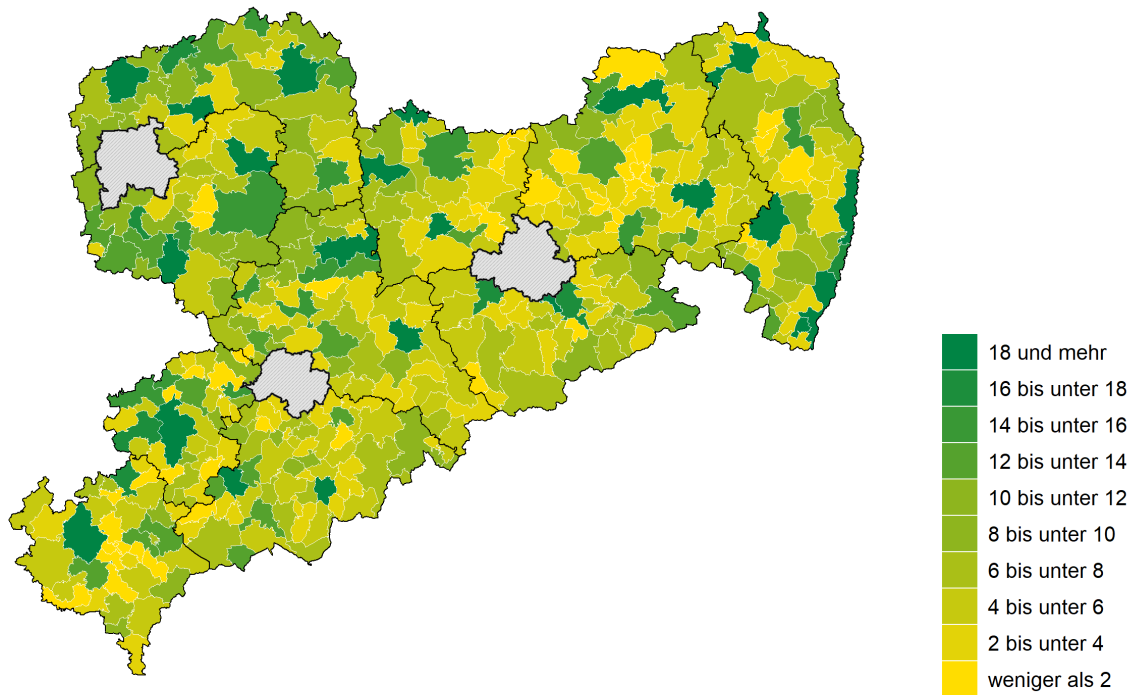 18 und mehr
16 bis unter 18
14 bis unter 16
12 bis unter 14
10 bis unter 12
8 bis unter 10
6 bis unter 8
4 bis unter 6
2 bis unter 4
weniger als 2